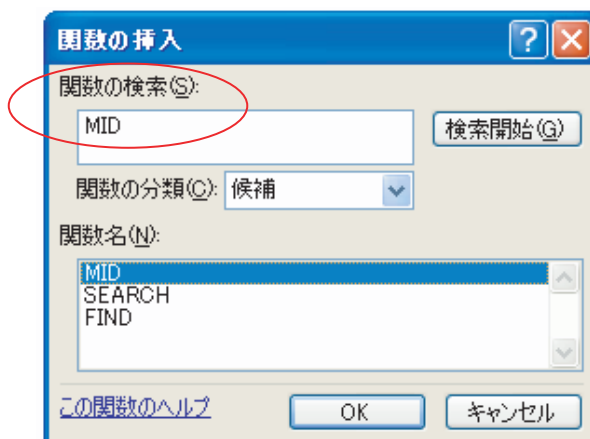 関数の挿入
関数の検索(S):
MID
検索開始(G)
関数の分類(C): 候補
関数名(N):
MID
SEARCH
FIND
この関数のヘルプ OK キャンセル